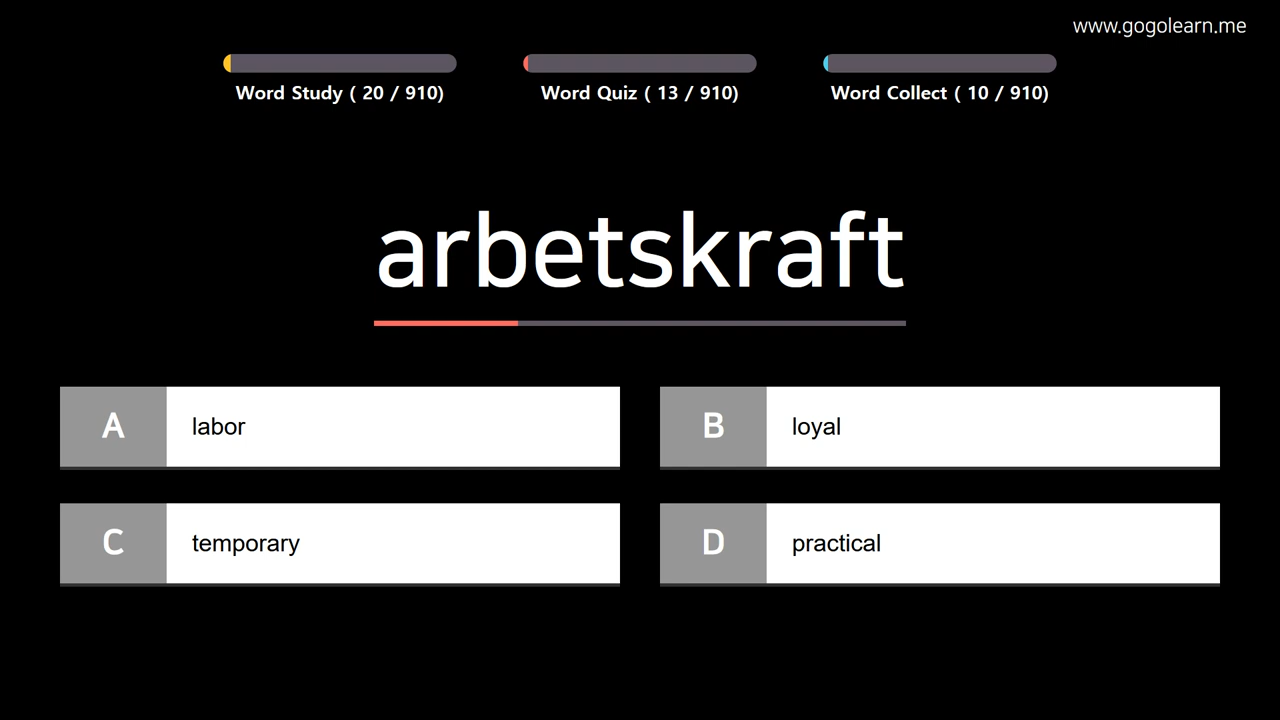 www.gogolearn.me
Word Study ( 20 / 910)
Word Quiz ( 13 / 910)
Word Collect ( 10 / 910)
arbetskraft
A labor
B loyal
C temporary
D practical